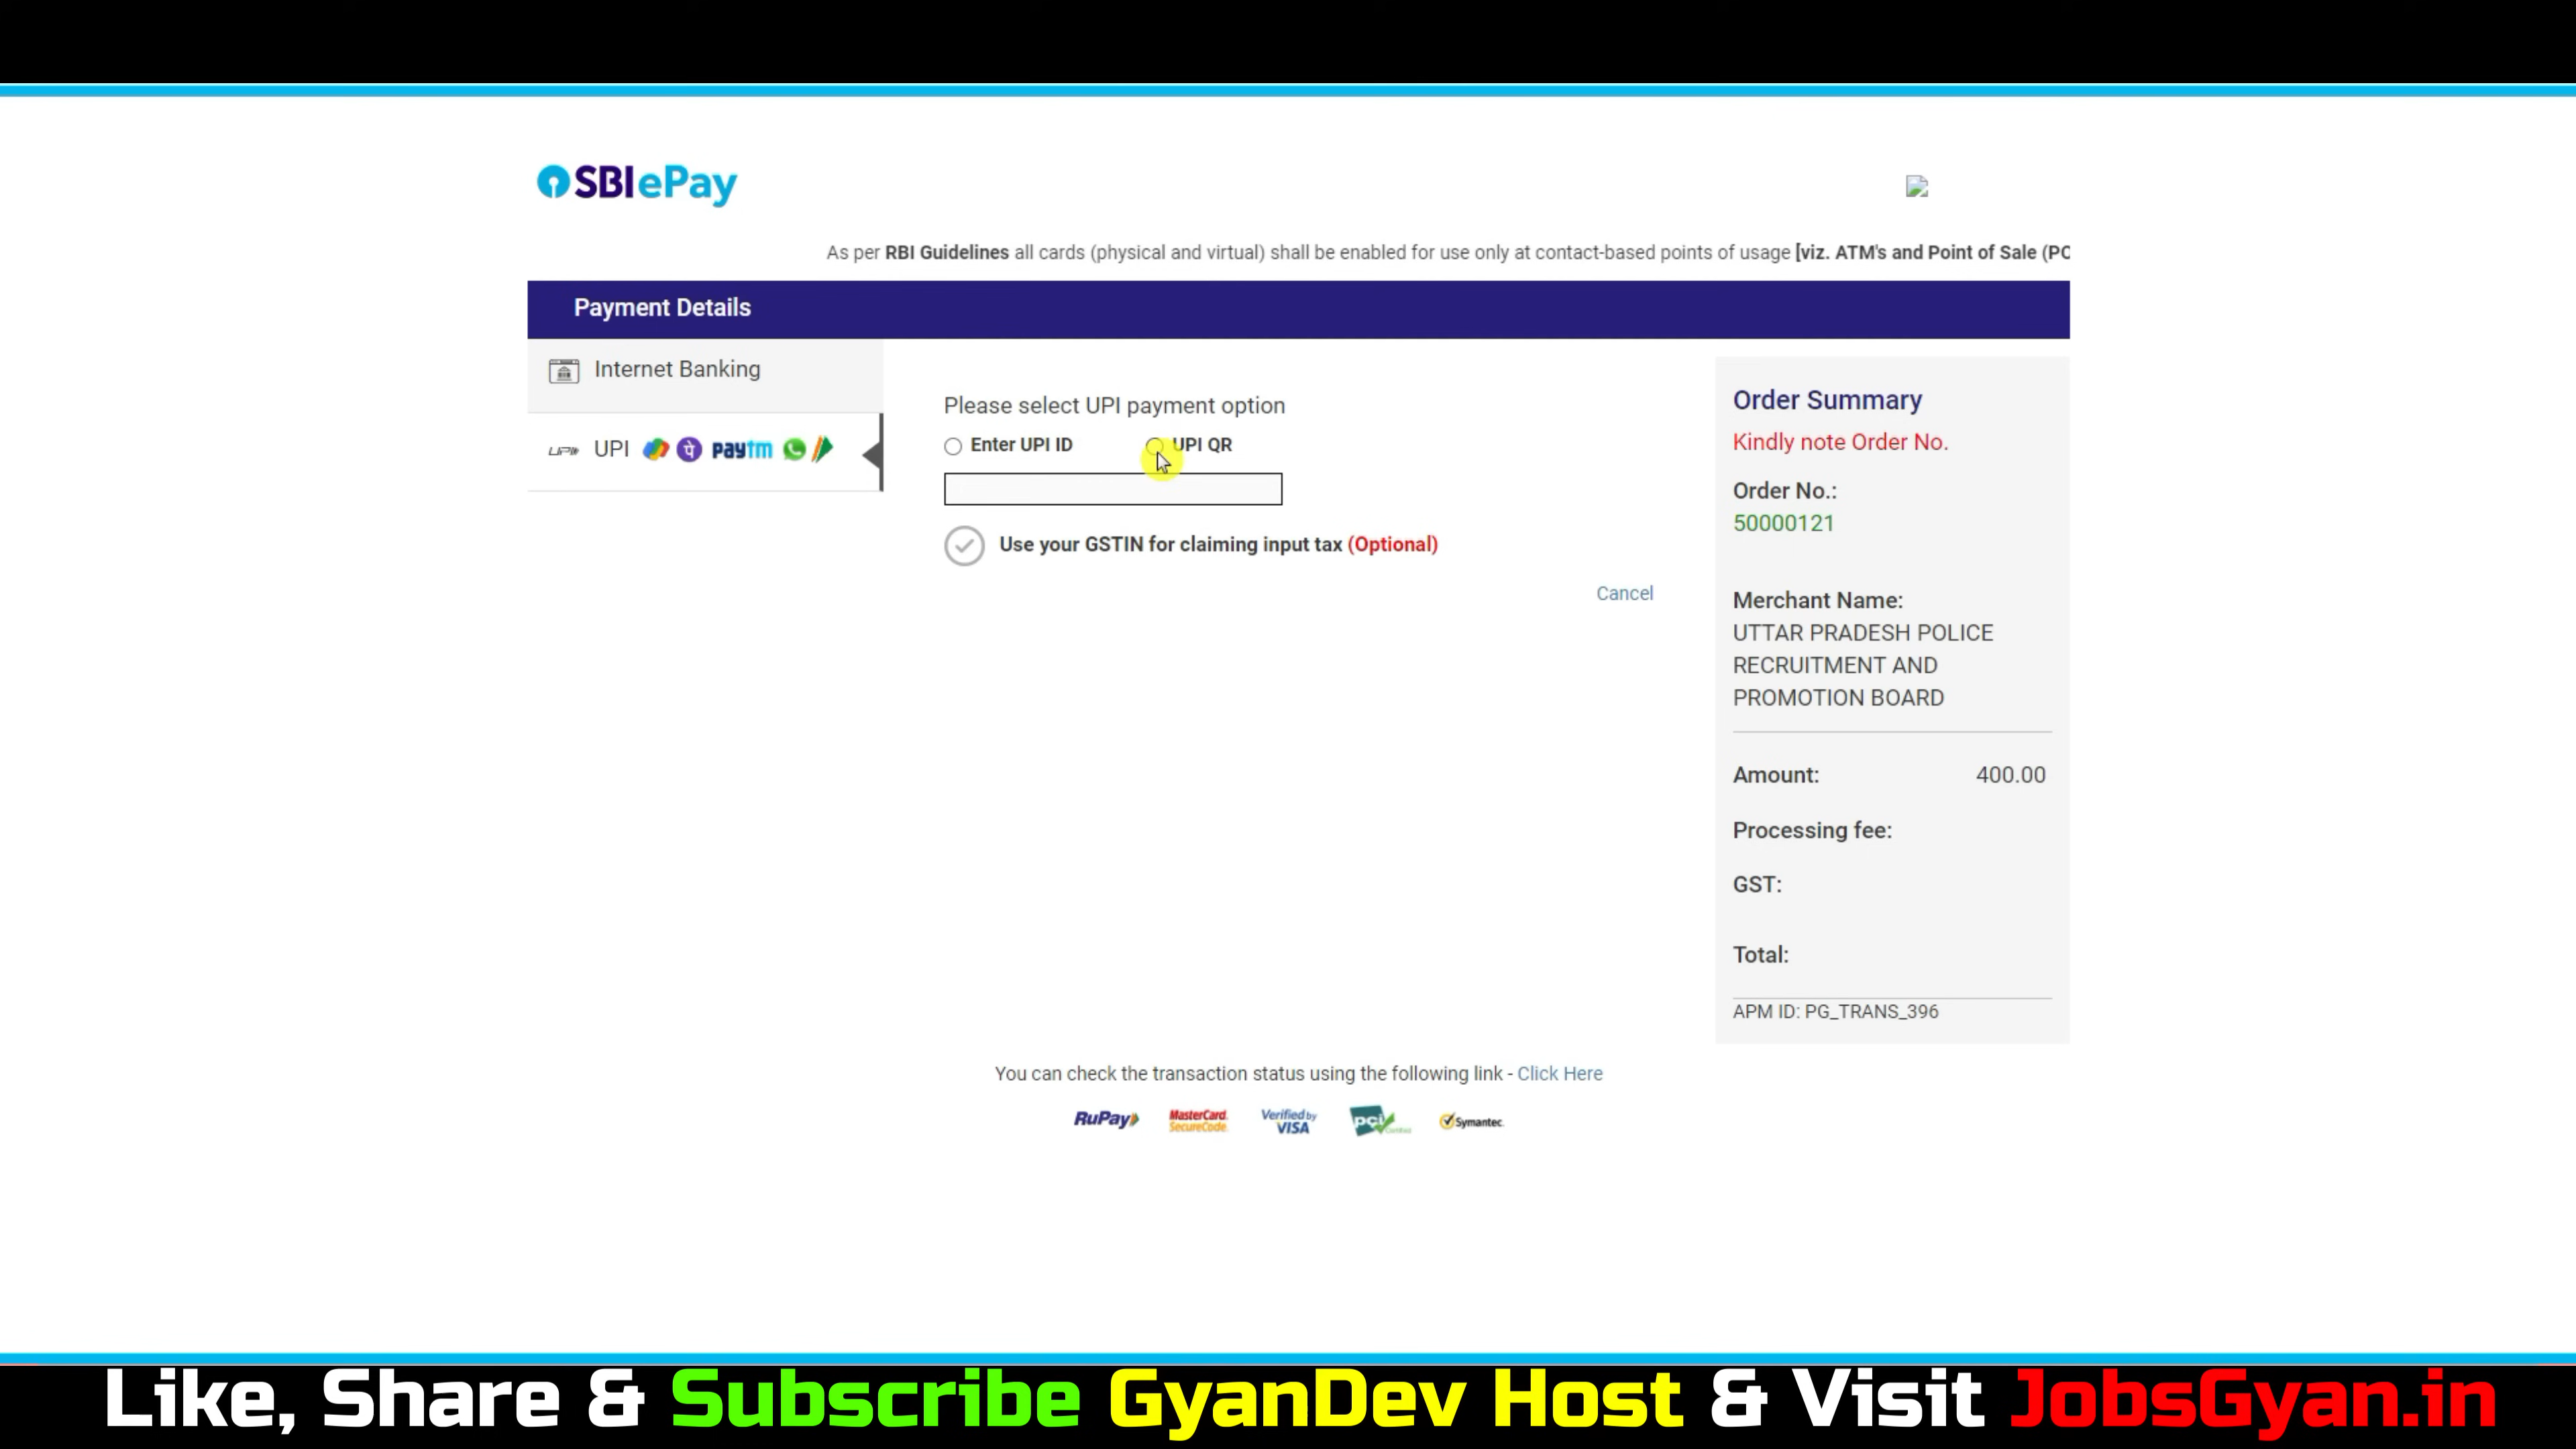 SBI ePay
As per RBI Guidelines all cards (physical and virtual) shall be enabled for use only at contact-based points of usage [viz. ATM's and Point of Sale (PO
Payment Details
Internet Banking
UPI UPI पे paytm
Please select UPI payment option
Enter UPI ID UPI QR
Use your GSTIN for claiming input tax (Optional)
Cancel
Order Summary
Kindly note Order No.
Order No.:
50000121
Merchant Name:
UTTAR PRADESH POLICE
RECRUITMENT AND
PROMOTION BOARD
Amount: 400.00
Processing fee:
GST:
Total:
APM ID: PG_TRANS_396
You can check the transaction status using the following link - Click Here
RuPay
MasterCard.
SecureCode.
Verified by
VISA
pci
Symantec.
Like, Share & Subscribe GyanDev Host & Visit JobsGyan.in